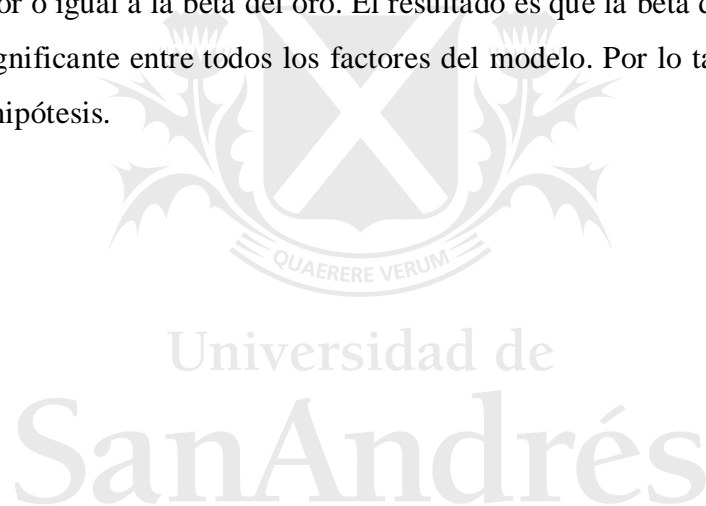 or o igual a la beta del oro. El resultado es que la beta d
gnificante entre todos los factores del modelo. Por lo ta
hipótesis.
QUAERERE VERUM
Universidad de
SanAndrés